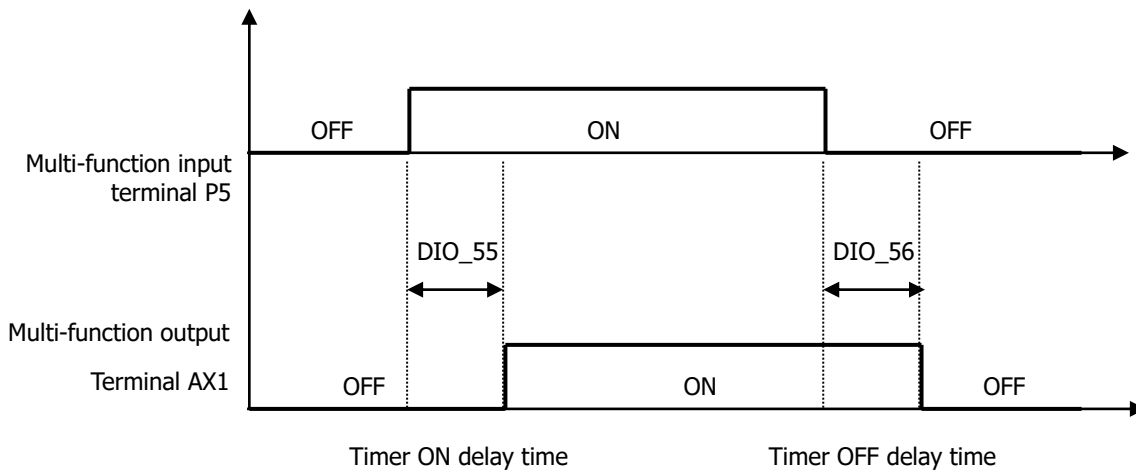 OFF
ON
OFF
Multi-function input
terminal P5
DIO_55
DIO_56
Multi-function output
Terminal AX1
OFF
ON
OFF
Timer ON delay time
Timer OFF delay time